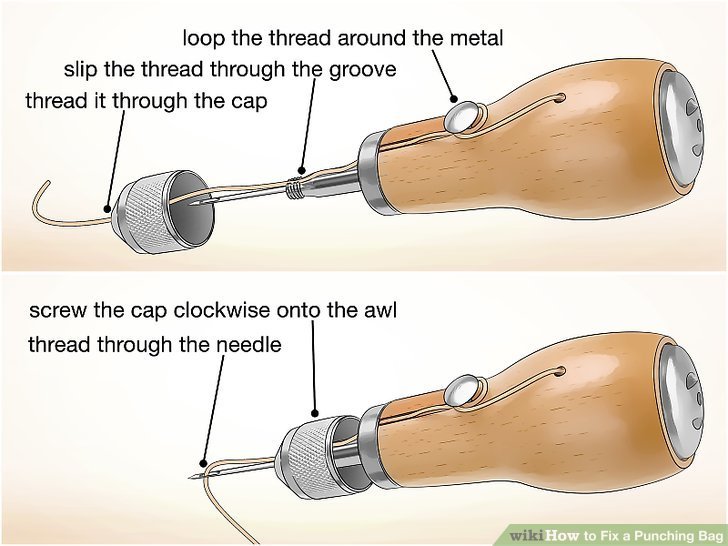 loop the thread around the metal
slip the thread through the groove
thread it through the cap
screw the cap clockwise onto the awl
thread through the needle
wikiHow to Fix a Punching Bag